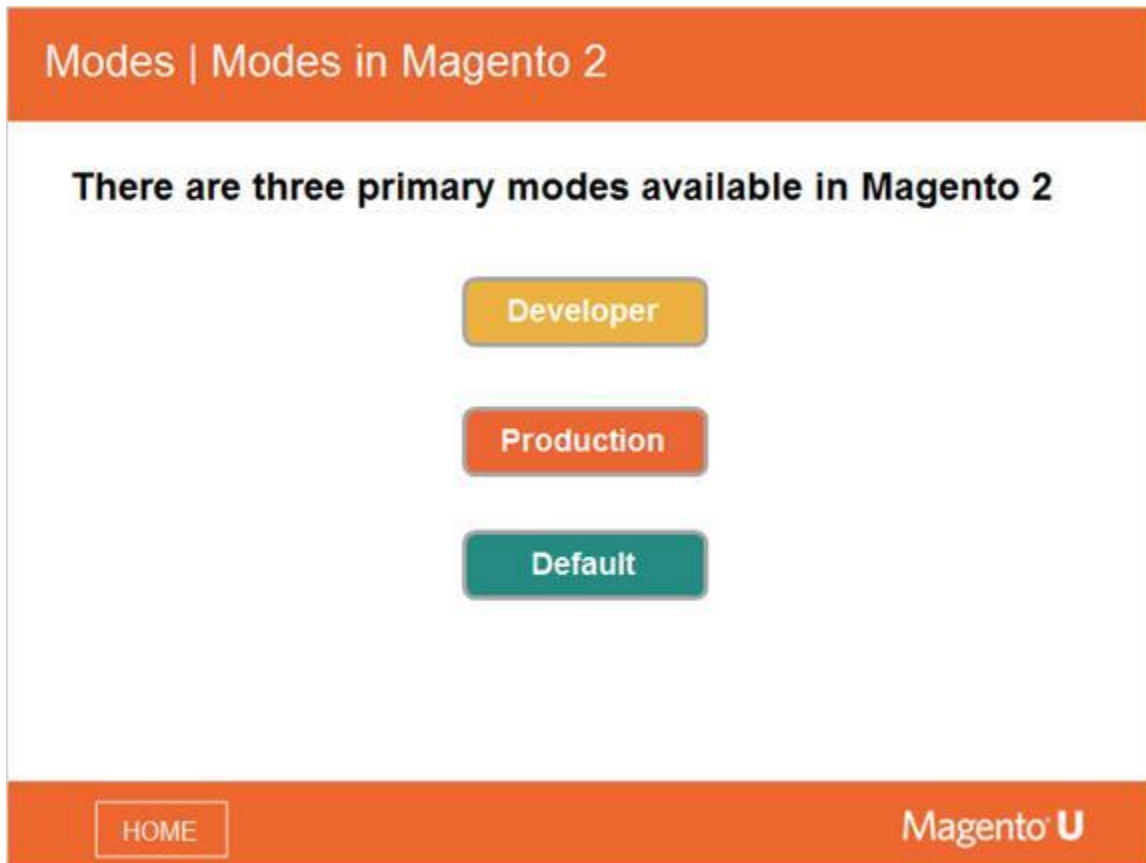 Modes | Modes in Magento 2
There are three primary modes available in Magento 2
Developer
Production
Default
HOME
Magento U